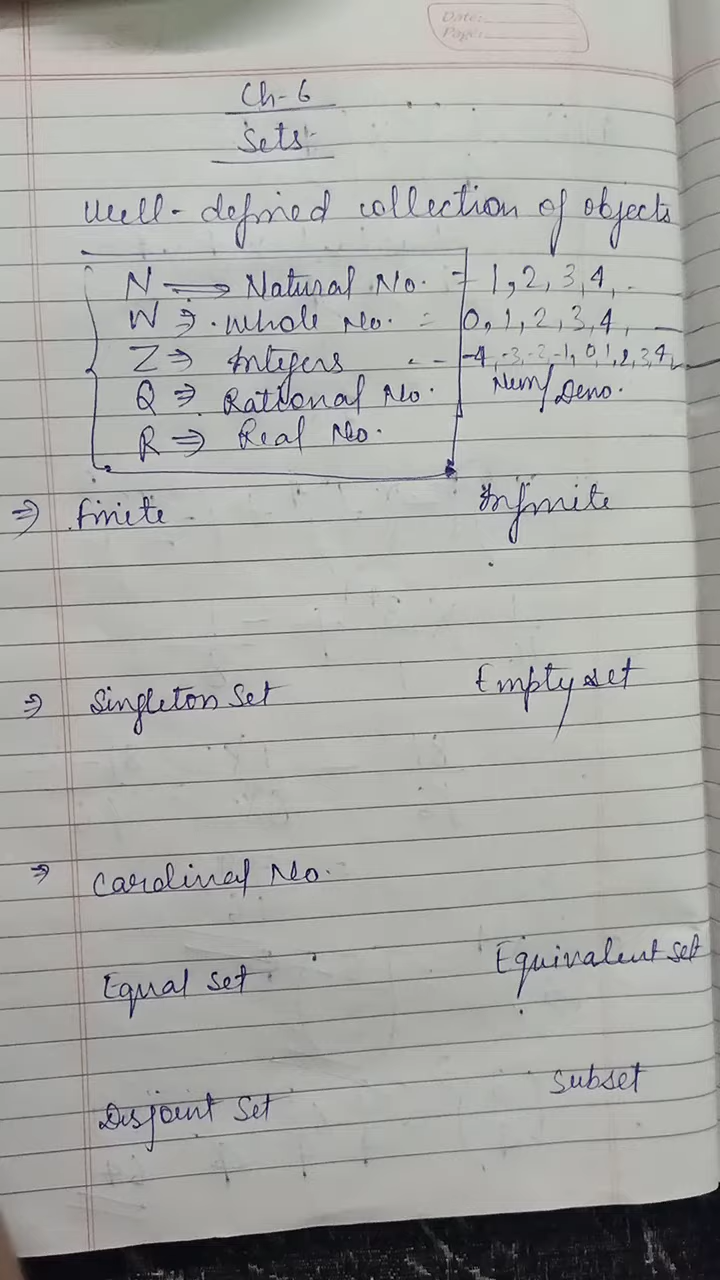 Date:
Page:
Ch-6
Sets
Well-defined collection of objects
N → Natural No. = 1, 2, 3, 4, .
W ⇒ Whole No. = 0, 1, 2, 3, 4, —
Z ⇒ Integers - - -4, -3, -2, -1, 0, 1, 2, 3, 4, —
Q ⇒ Rational No. Num/Deno.
R ⇒ Real No.
⇒ Finite Infinite
⇒ Singleton Set Empty set
⇒ Cardinal No.
Equal Set Equivalent set
Disjoint Set Subset